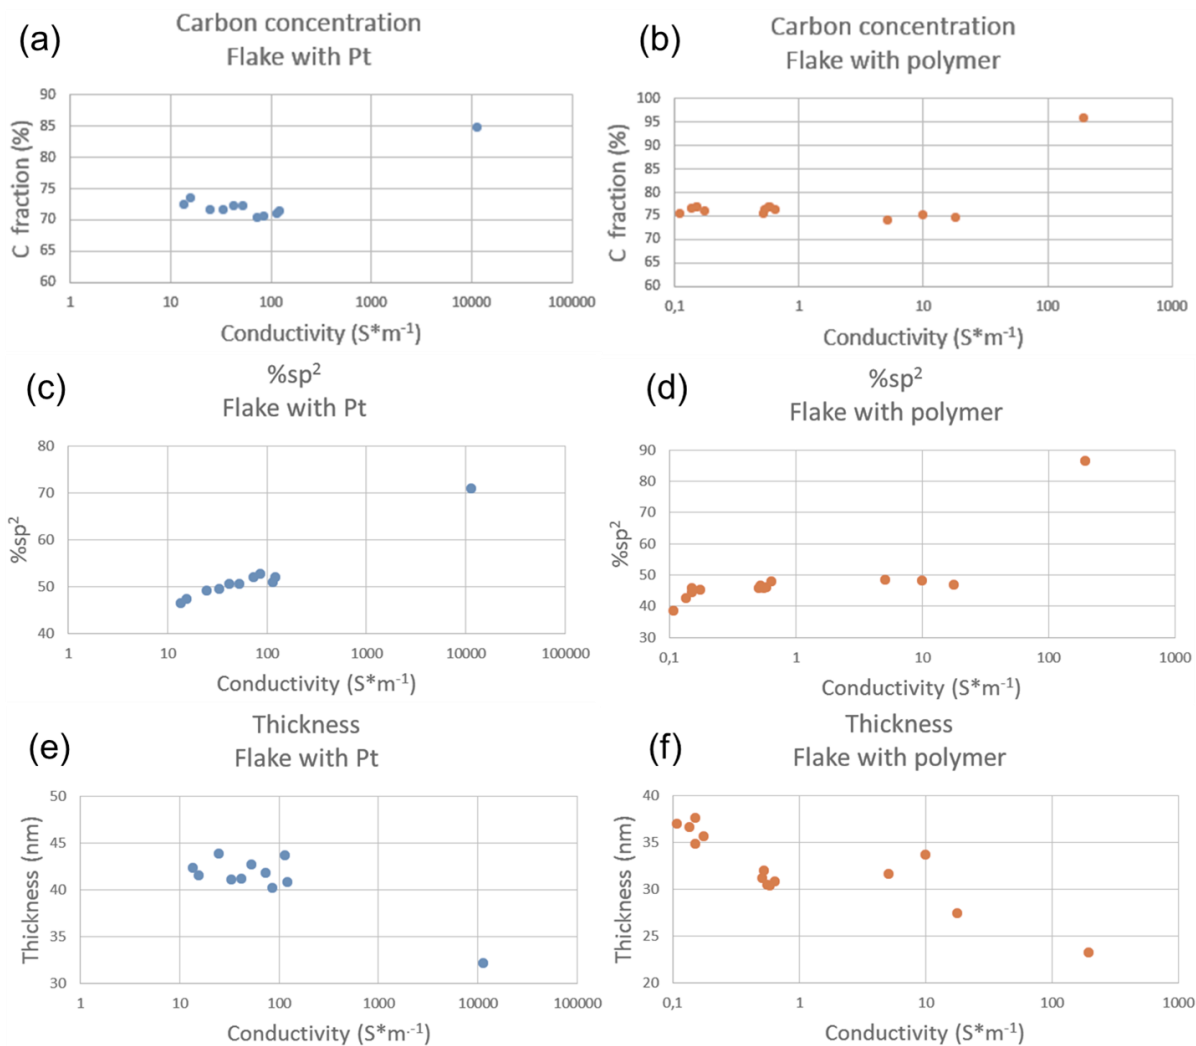 (a)
Carbon concentration
Flake with Pt
C fraction (%)
90
85
80
75
70
65
60
1 10 100 1000 10000 100000
Conductivity (S*m-1)
(b)
Carbon concentration
Flake with polymer
C fraction (%)
100
95
90
85
80
75
70
65
60
0,1 1 10 100 1000
Conductivity (S*m-1)
(c)
%sp2
Flake with Pt
%sp2
80
70
60
50
40
1 10 100 1000 10000 100000
Conductivity (S*m-1)
(d)
%sp2
Flake with polymer
%sp2
90
80
70
60
50
40
30
0,1 1 10 100 1000
Conductivity (S*m-1)
(e)
Thickness
Flake with Pt
Thickness (nm)
50
45
40
35
30
1 10 100 1000 10000 100000
Conductivity (S*m-1)
(f)
Thickness
Flake with polymer
Thickness (nm)
40
35
30
25
20
0,1 1 10 100 1000
Conductivity (S*m-1)